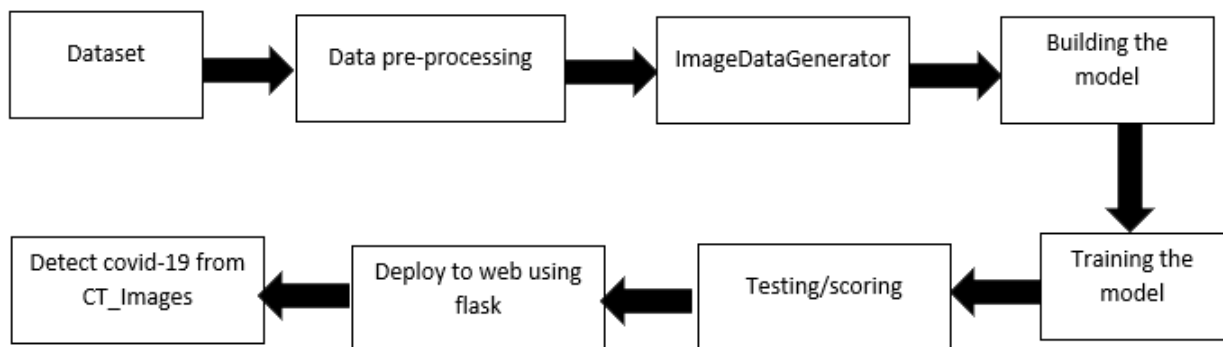 Dataset
Data pre-processing
ImageDataGenerator
Building the
model
Training the
model
Testing/scoring
Deploy to web using
flask
Detect covid-19 from
CT_Images